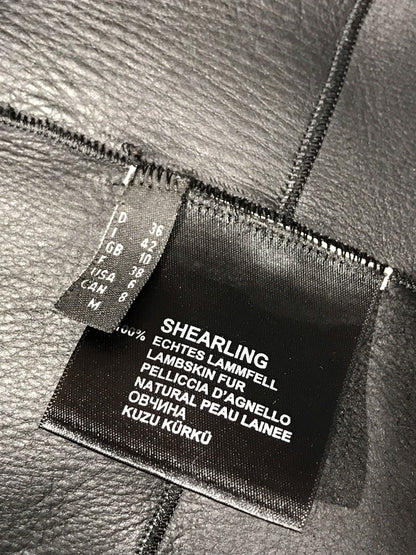 D 36
I 42
GB 10
F 38
USA 6
CAN 8
M
SHEARLING
100% ECHTES LAMMFELL
LAMBSKIN FUR
PELLICCIA D'AGNELLO
NATURAL PEAU LAINEE
ОВЧИНА
KUZU KÜRKÜ